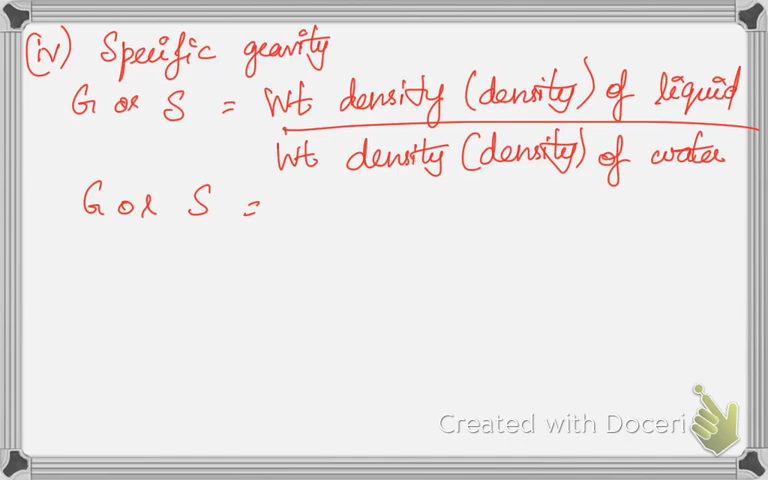 (iv) Specific gravity
G or S = Wt density (density) of liquid
Wt density (density) of water
G or S =
Created with Doceri